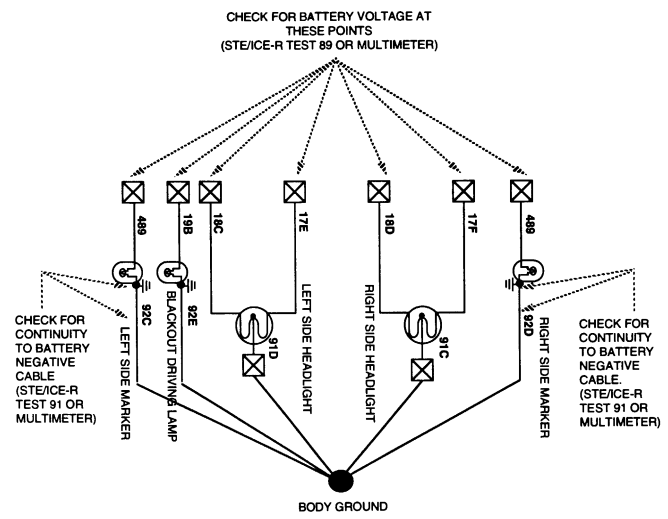 CHECK FOR BATTERY VOLTAGE AT
THESE POINTS
(STE/ICE-R TEST 89 OR MULTIMETER)
489
19B
18C
17E
18D
17F
489
92C
92E
91D
91C
92D
LEFT SIDE MARKER
BLACKOUT DRIVING LAMP
LEFT SIDE HEADLIGHT
RIGHT SIDE HEADLIGHT
RIGHT SIDE MARKER
CHECK FOR
CONTINUITY
TO BATTERY
NEGATIVE
CABLE
(STE/ICE-R
TEST 91 OR
MULTIMETER)
CHECK FOR
CONTINUITY
TO BATTERY
NEGATIVE
CABLE.
(STE/ICE-R
TEST 91 OR
MULTIMETER)
BODY GROUND